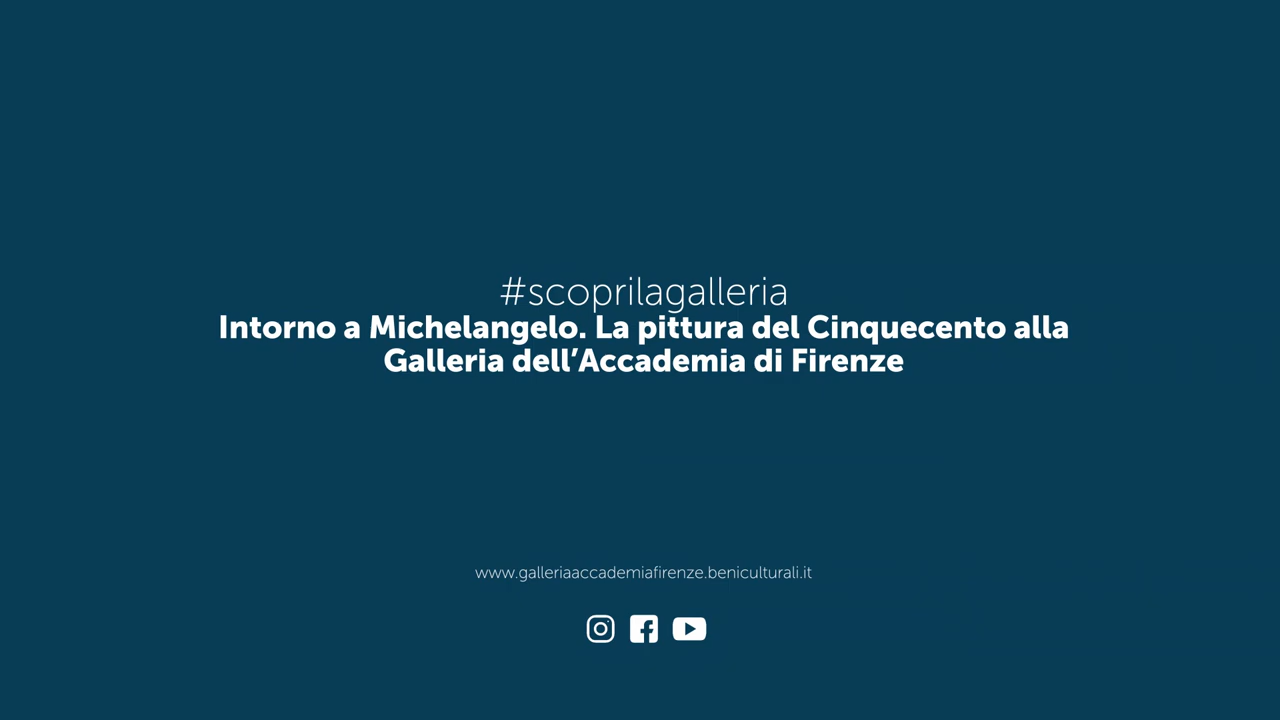 #scoprilagalleria
Intorno a Michelangelo. La pittura del Cinquecento alla
Galleria dell’Accademia di Firenze
www.galleriaaccademiafirenze.beniculturali.it